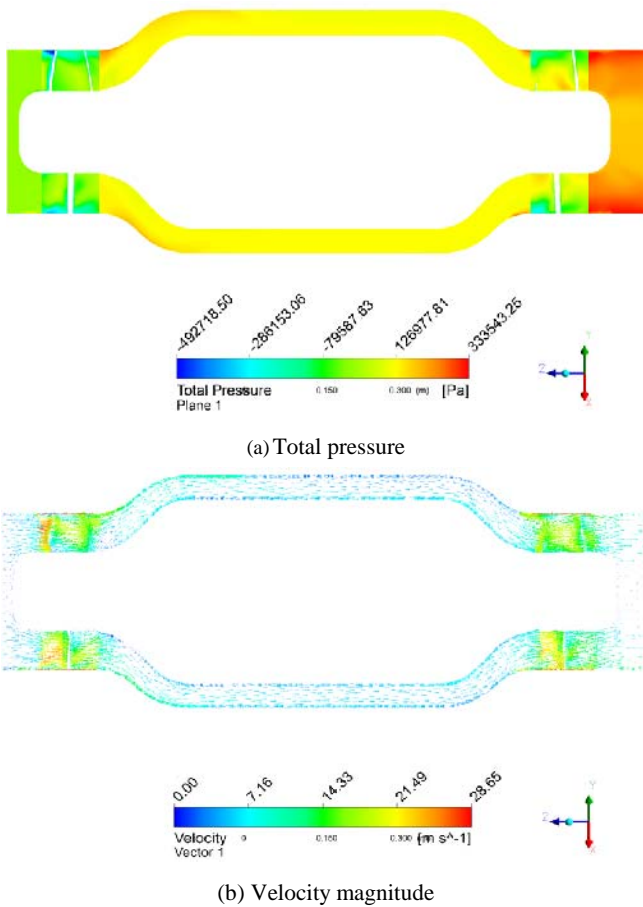 -492718.50
-286153.06
-79587.63
126977.81
333543.25
Total Pressure
0.150
0.300 (m)
[Pa]
Plane 1
Z
Y
X
(a) Total pressure
0.00
7.16
14.33
21.49
28.65
Velocity
0
0.150
0.300
[m s^-1]
Vector 1
Z
Y
X
(b) Velocity magnitude